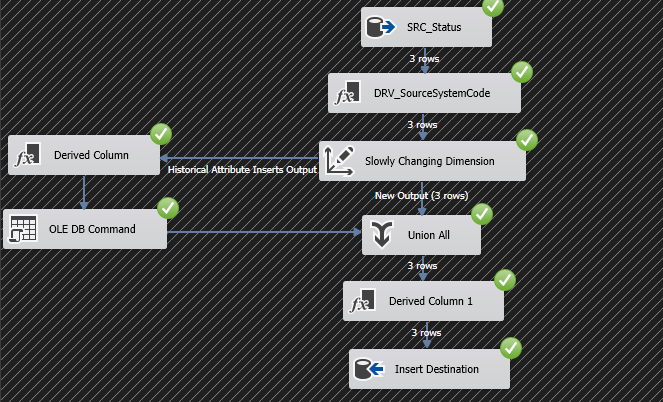 SRC_Status
3 rows
DRV_SourceSystemCode
3 rows
Derived Column
Slowly Changing Dimension
Historical Attribute Inserts Output
New Output (3 rows)
OLE DB Command
Union All
3 rows
Derived Column 1
3 rows
Insert Destination